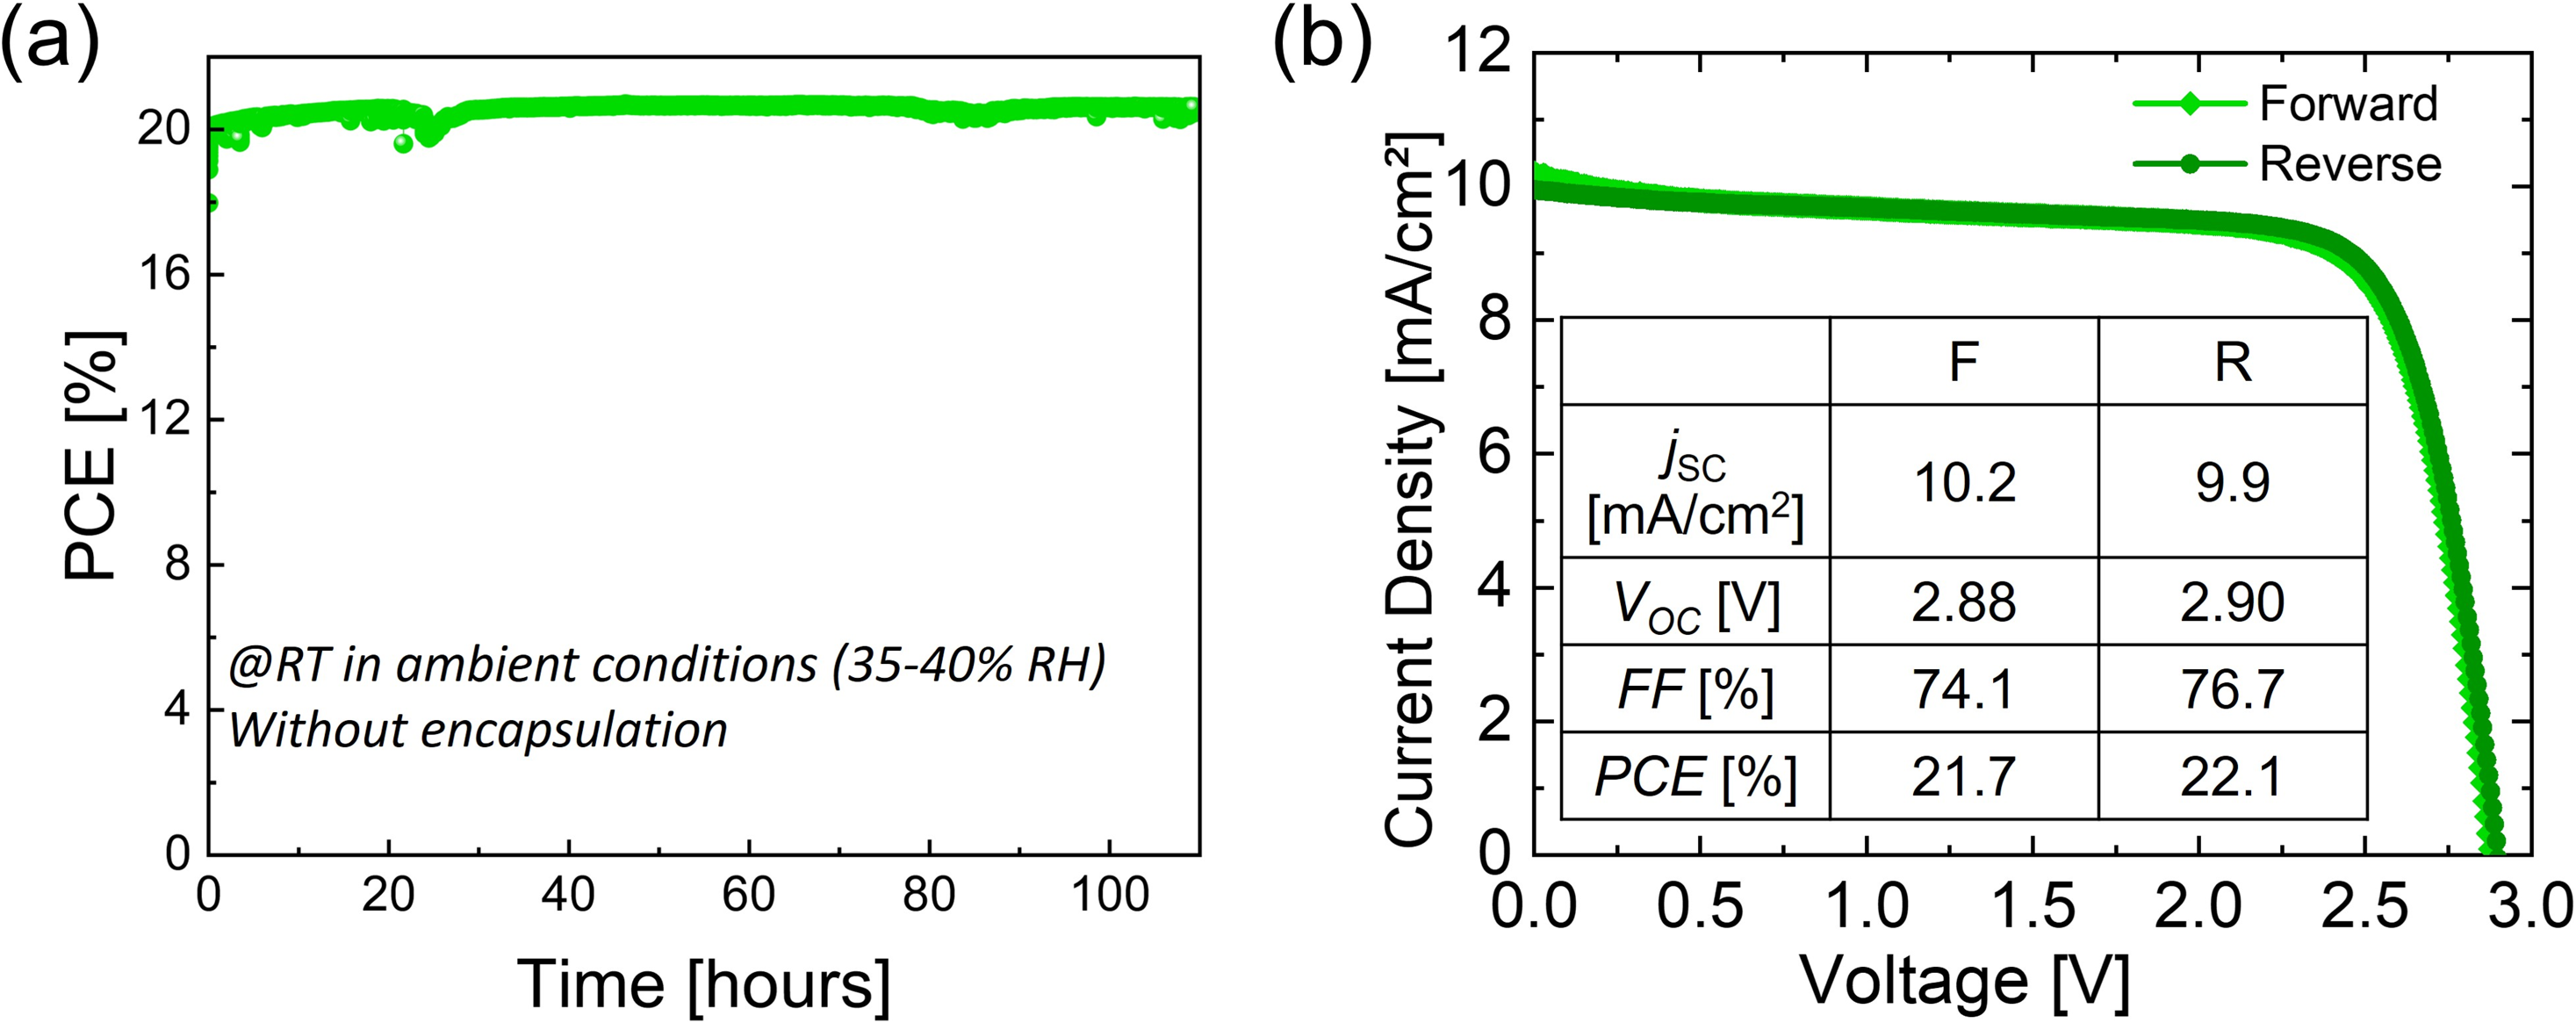 (a)
20
16
12
8
4
0
PCE [%]
@RT in ambient conditions (35-40% RH)
Without encapsulation
0 20 40 60 80 100
Time [hours]
(b)
12
10
8
6
4
2
0
Current Density [mA/cm²]
Forward
Reverse
F R
jSC [mA/cm²] 10.2 9.9
VOC [V] 2.88 2.90
FF [%] 74.1 76.7
PCE [%] 21.7 22.1
0.0 0.5 1.0 1.5 2.0 2.5 3.0
Voltage [V]